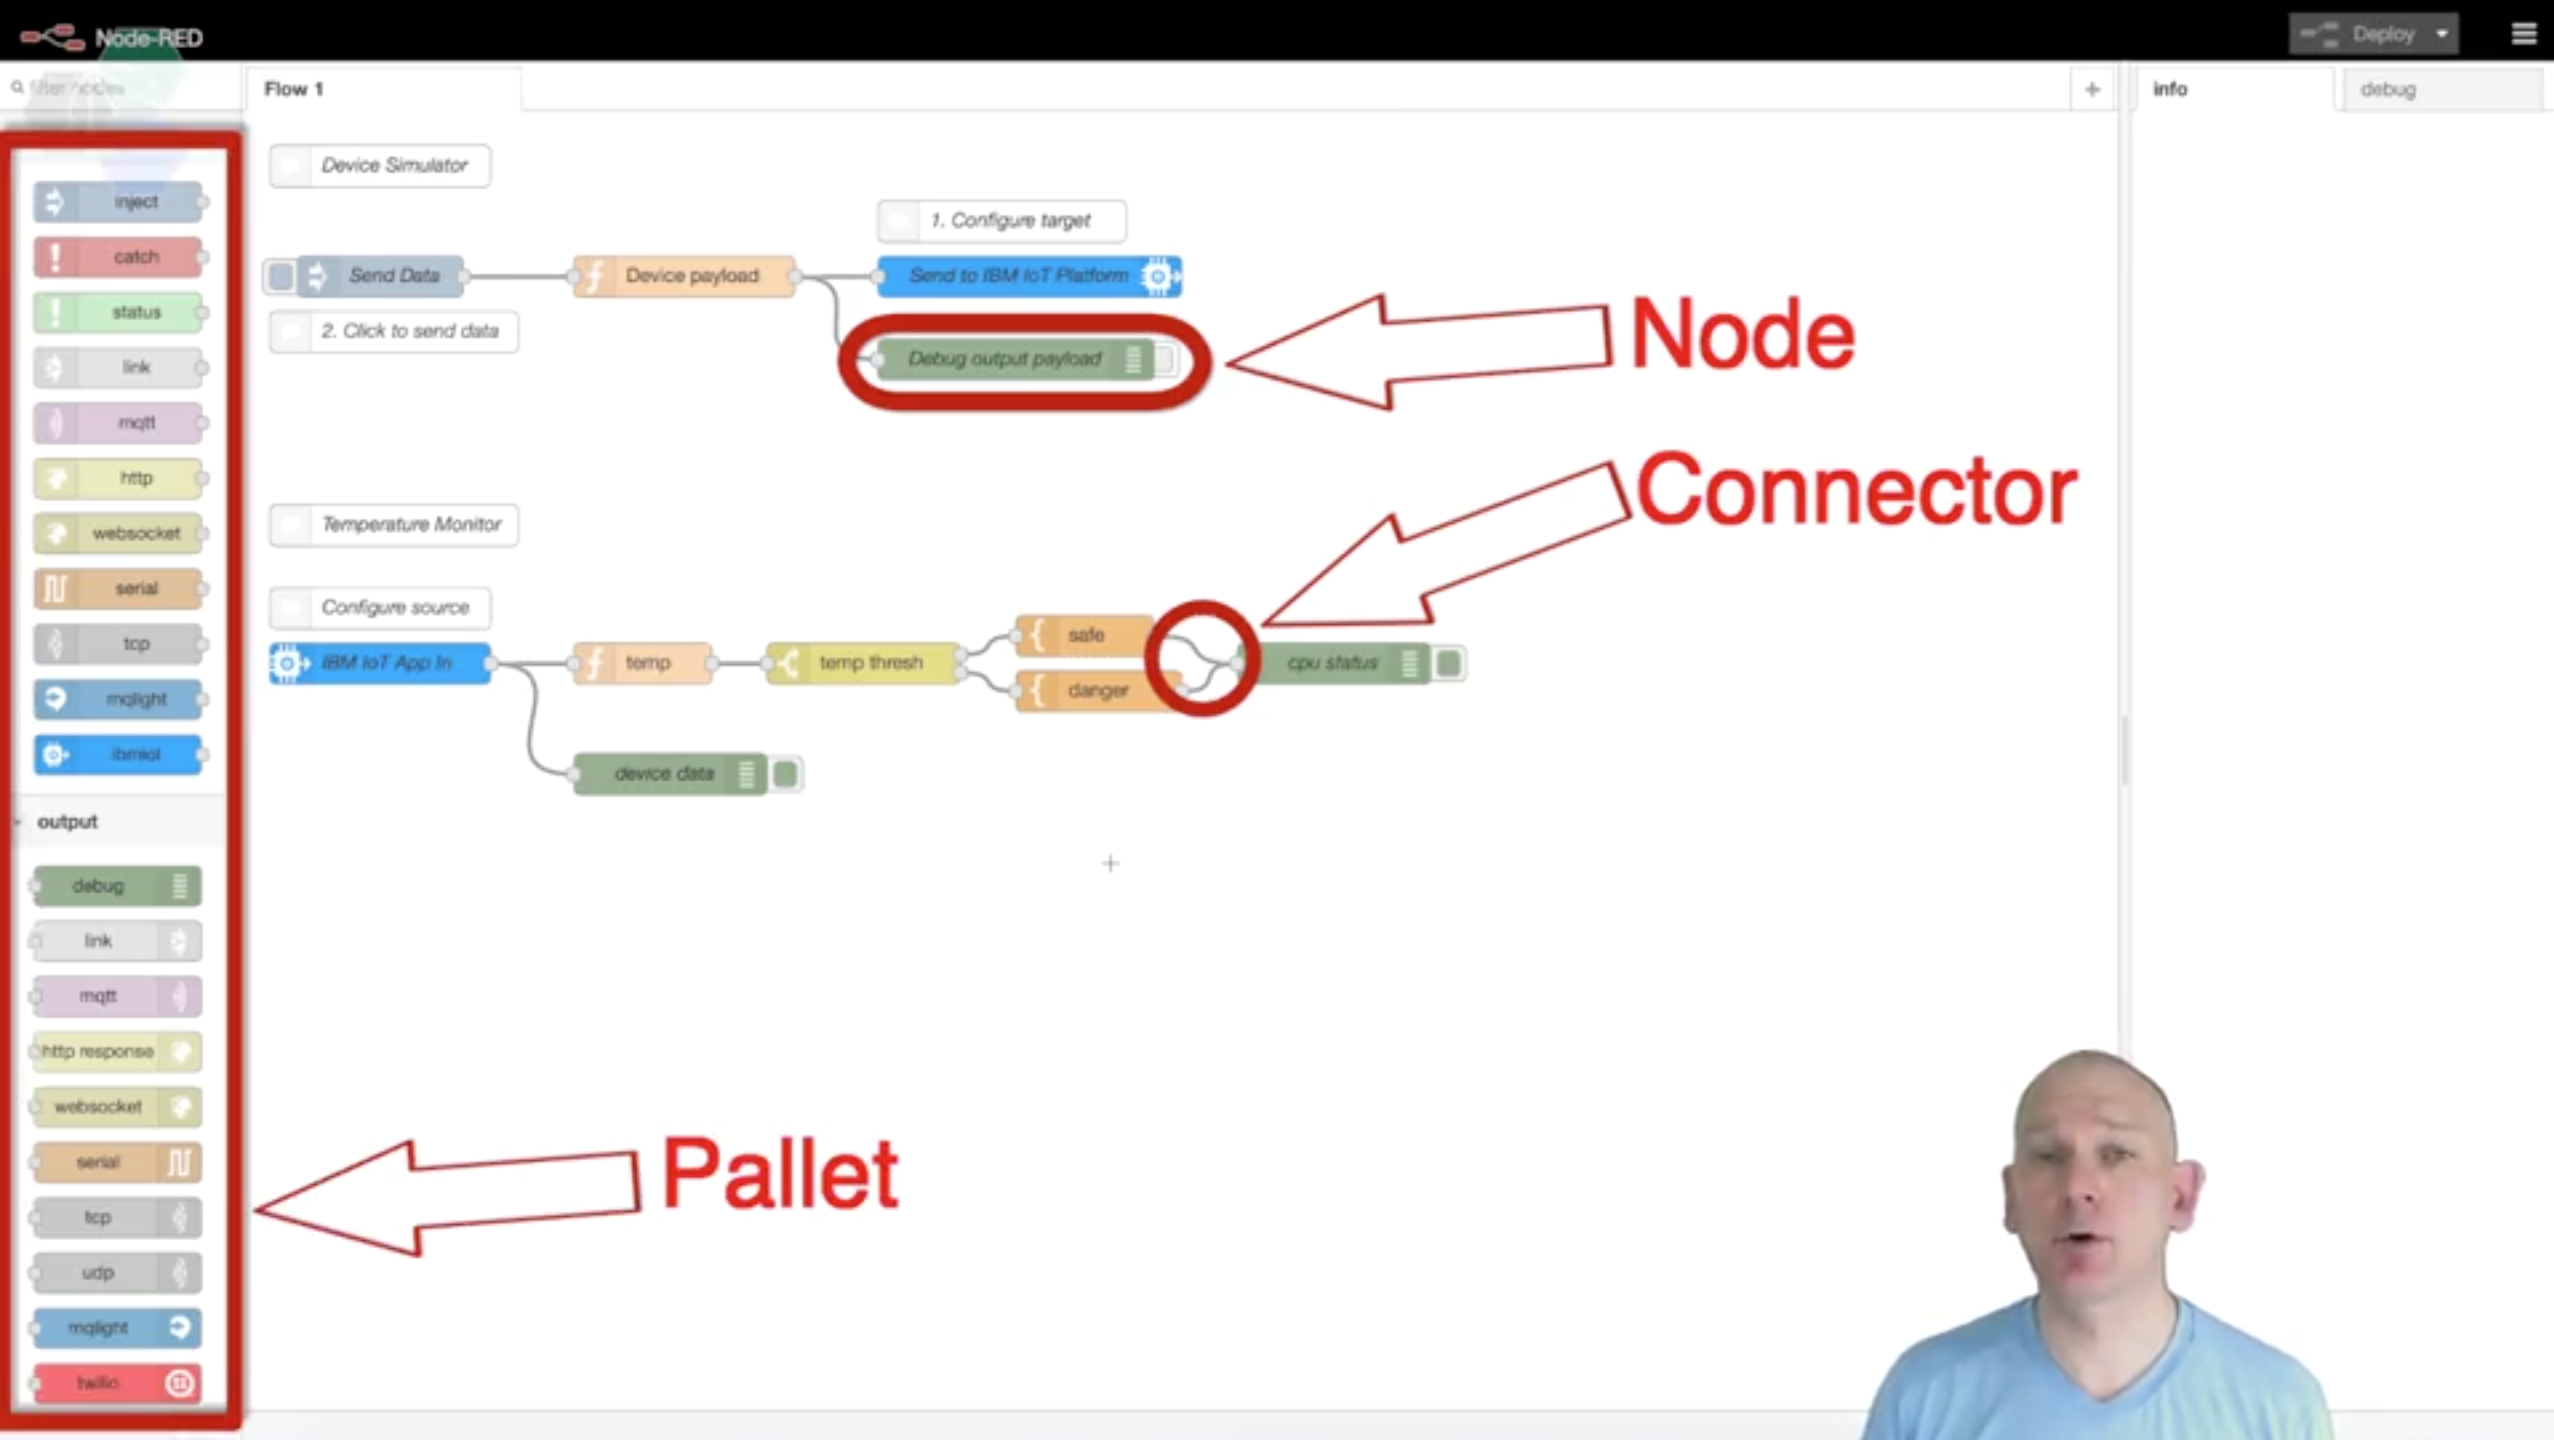 Node-RED
Deploy
filter nodes
Flow 1
+
info
debug
inject
catch
status
link
mqtt
http
websocket
serial
tcp
mqlight
ibmiot
output
debug
link
mqtt
http response
websocket
serial
tcp
udp
mqlight
twilio
Device Simulator
1. Configure target
Send Data
Device payload
Send to IBM IoT Platform
2. Click to send data
Debug output payload
Node
Connector
Temperature Monitor
Configure source
IBM IoT App In
temp
temp thresh
safe
danger
cpu status
device data
Pallet